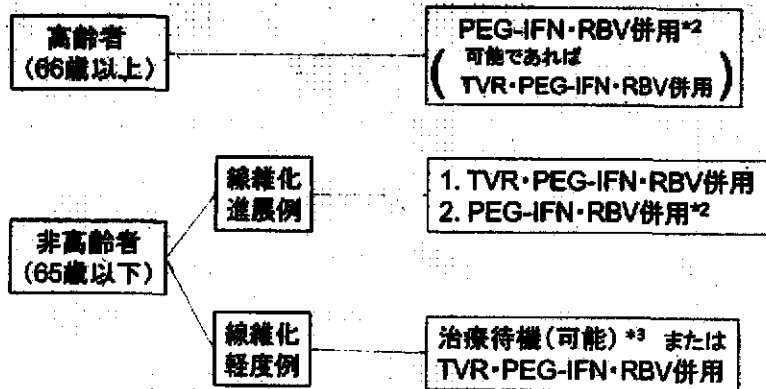 高齢者
(66歳以上)
PEG-IFN・RBV併用*2
可能であれば
( TVR・PEG-IFN・RBV併用 )
線維化
進展例
1. TVR・PEG-IFN・RBV併用
2. PEG-IFN・RBV併用*2
非高齢者
(65歳以下)
線維化
軽度例
治療待機(可能)*3 または
TVR・PEG-IFN・RBV併用